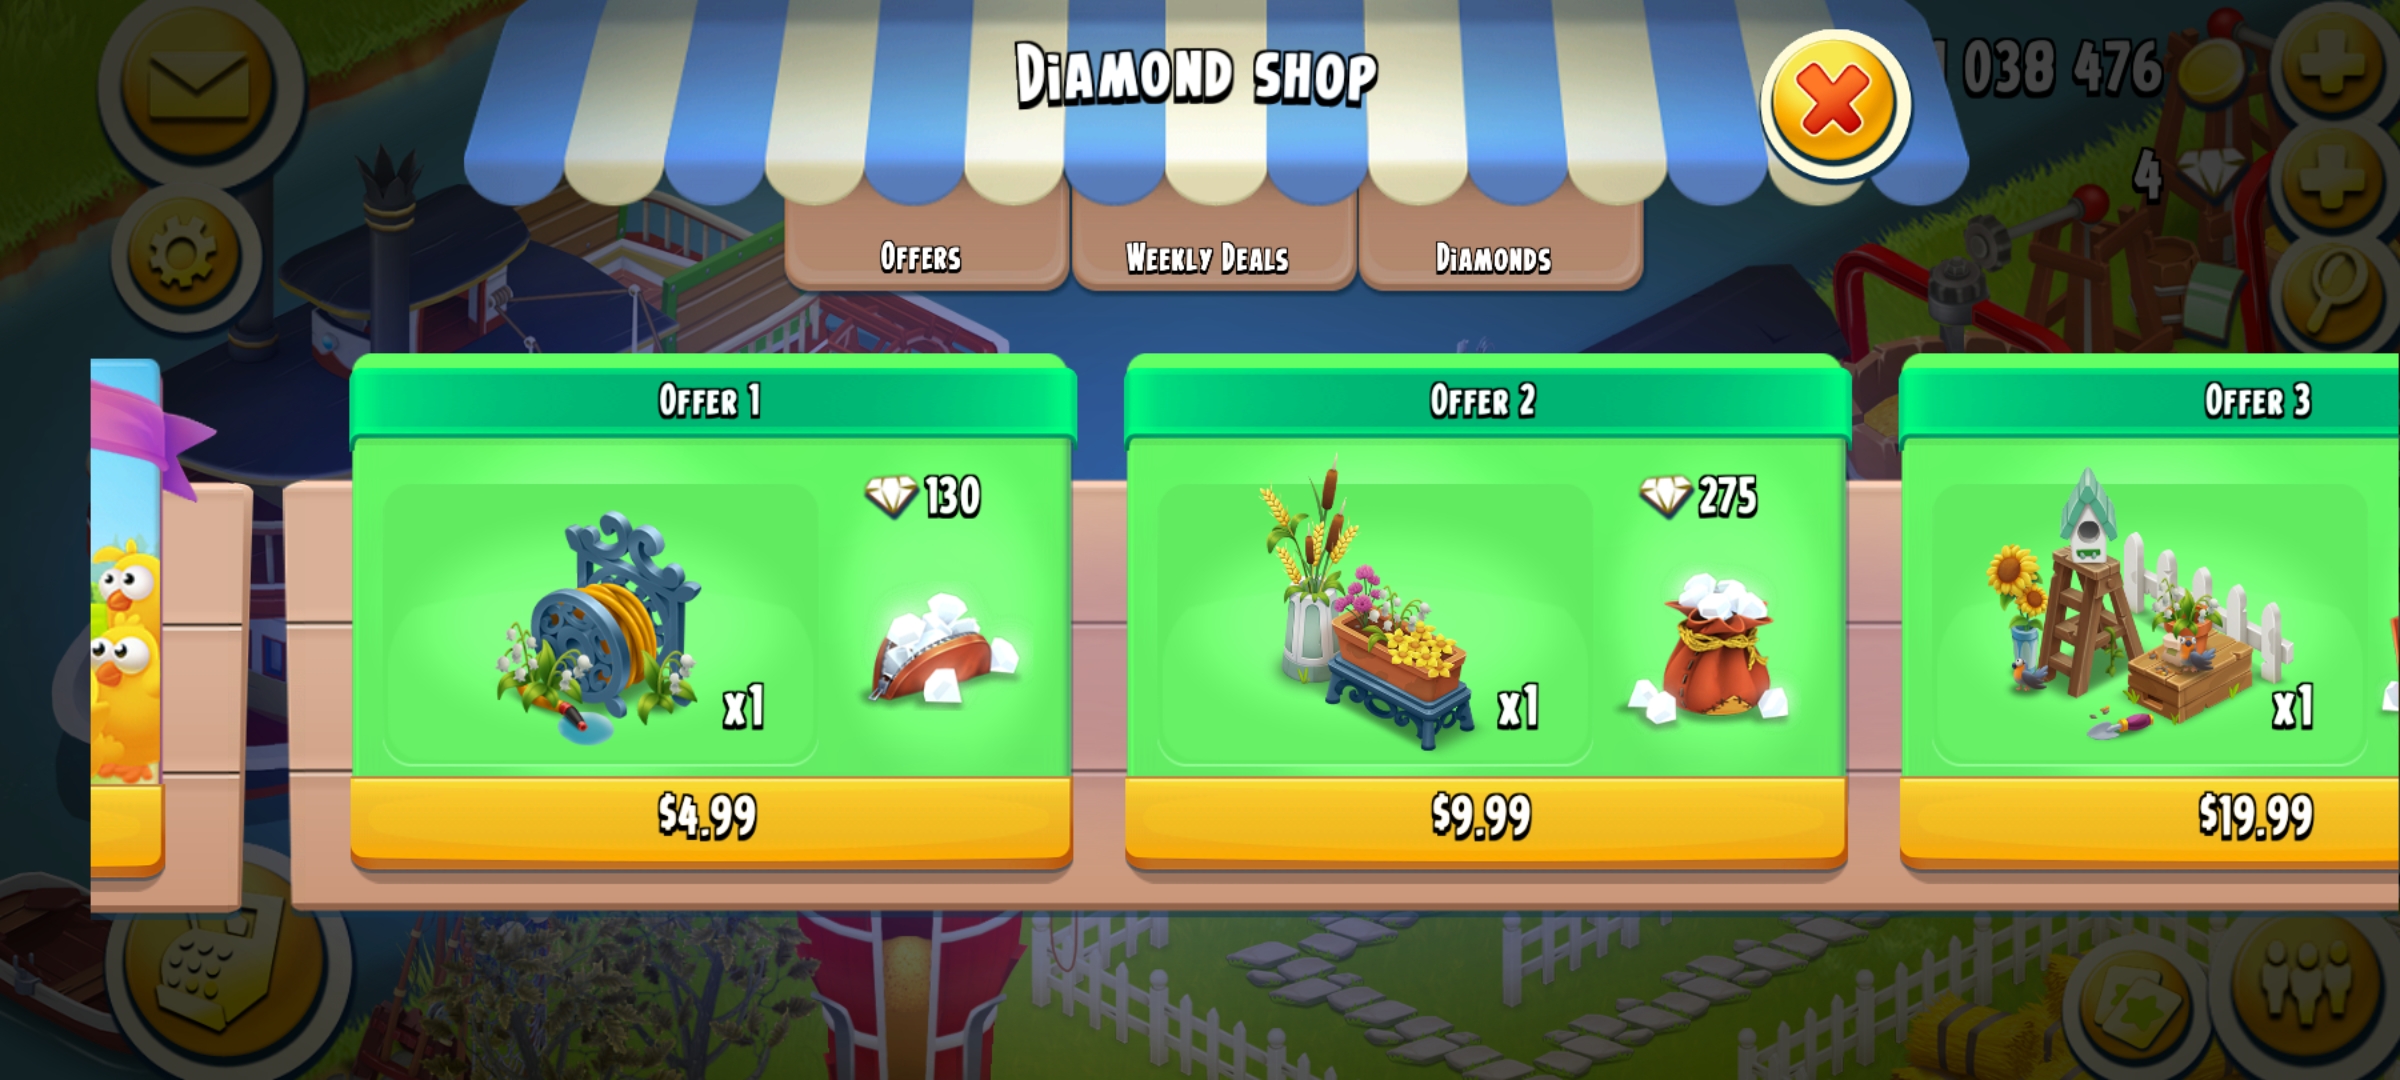 DiAMOND SHOP
038 476
4
OFFERS
WEEKLY DEALS
DiAMONDS
OFFER 1
130
x1
$4.99
OFFER 2
275
x1
$9.99
OFFER 3
x1
$19.99